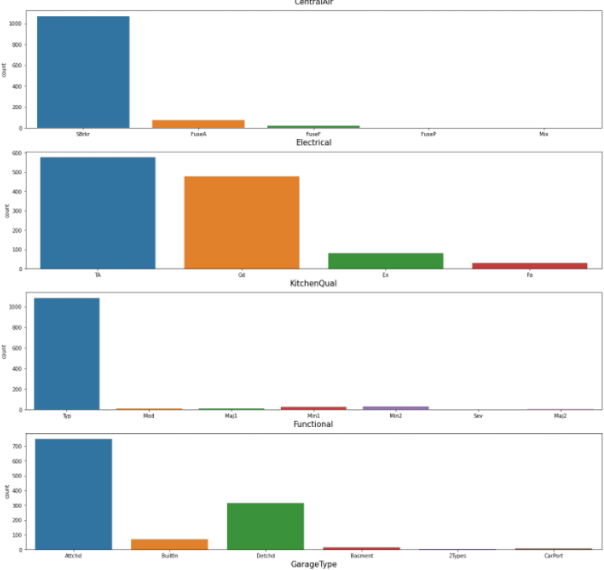 CentralAir
1000
800
600
400
200
0
count
SBrkr FuseA FuseF FuseP Mix
Electrical
600
500
400
300
200
100
0
count
TA Gd Ex Fa
KitchenQual
1000
800
600
400
200
0
count
Typ Mod Maj1 Min1 Min2 Sev Maj2
Functional
700
600
500
400
300
200
100
0
count
Attchd BuiltIn Detchd Basment 2Types CarPort
GarageType